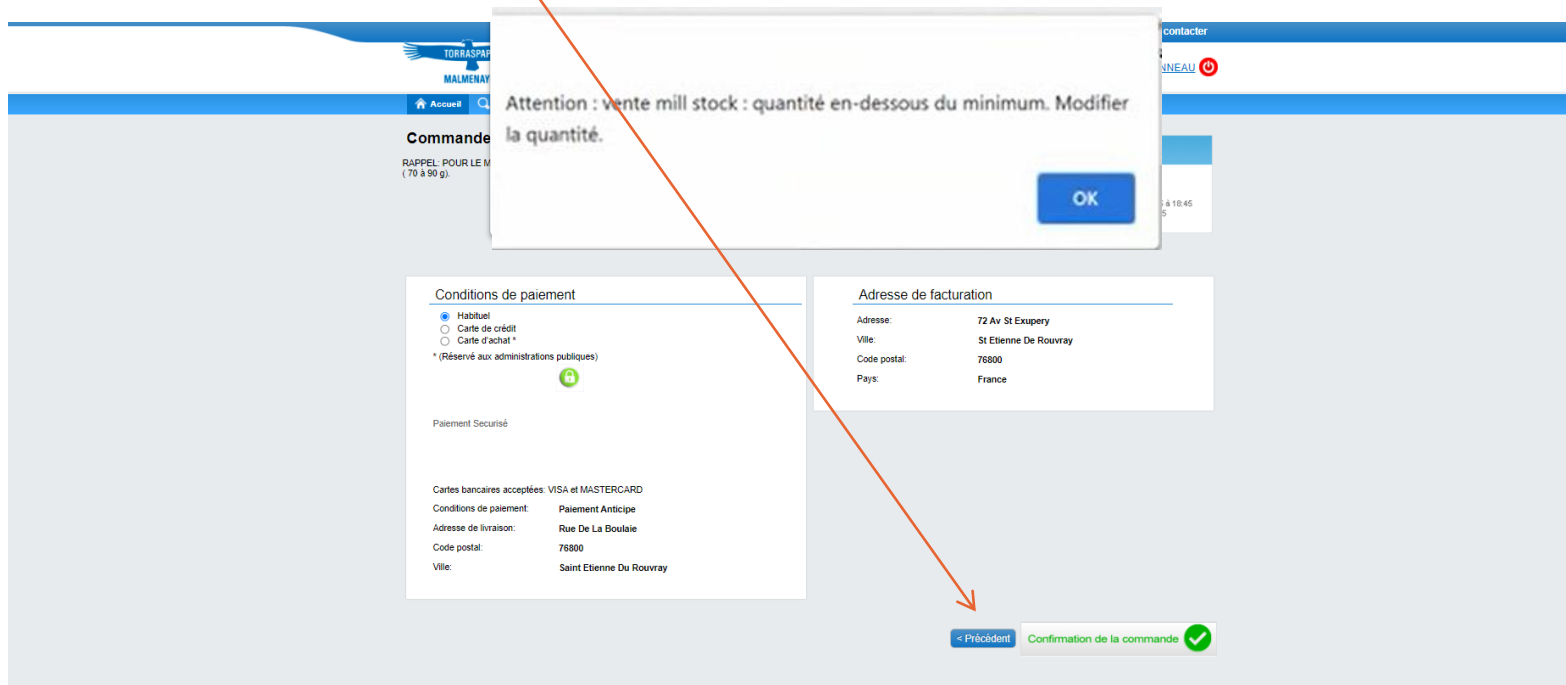 contacter
TORRASPAP
MALMENAY
NNEAU
Accueil
Attention : vente mill stock : quantité en-dessous du minimum. Modifier
la quantité.
OK
Commande
RAPPEL: POUR LE M
( 70 à 90 g).
à 18:45
5
Conditions de paiement
Habituel
Carte de crédit
Carte d'achat *
* (Réservé aux administrations publiques)
Paiement Securisé
Cartes bancaires acceptées: VISA et MASTERCARD
Conditions de paiement: Paiement Anticipe
Adresse de livraison: Rue De La Boulaie
Code postal: 76800
Ville: Saint Etienne Du Rouvray
Adresse de facturation
Adresse: 72 Av St Exupery
Ville: St Etienne De Rouvray
Code postal: 76800
Pays: France
< Précédent
Confirmation de la commande